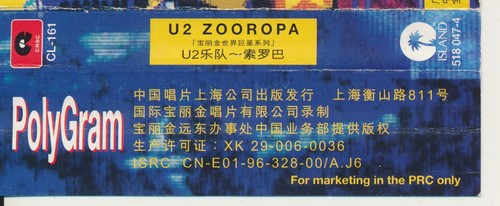 CRSC
CL-161
U2 ZOOROPA
「宝丽金世界巨星系列」
U2乐队～索罗巴
ISLAND
518 047-4
PolyGram
中国唱片上海公司出版发行 上海衡山路811号
国际宝丽金唱片有限公司录制
宝丽金远东办事处中国业务部提供版权
生产许可证：XK 29-006-0036
ISRC CN-E01-96-328-00/A.J6
For marketing in the PRC only